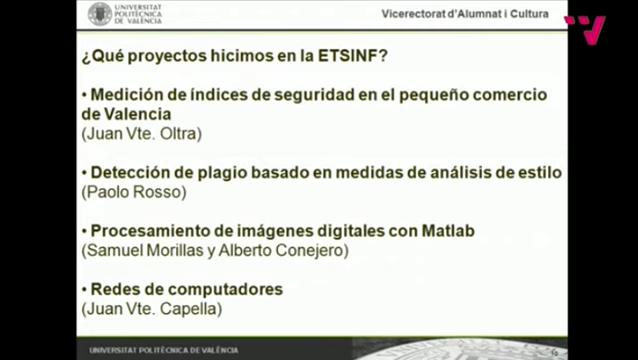 UNIVERSITAT
POLITÈCNICA
DE VALÈNCIA
Vicerectorat d'Alumnat i Cultura
¿Qué proyectos hicimos en la ETSINF?
• Medición de índices de seguridad en el pequeño comercio
de Valencia
(Juan Vte. Oltra)
• Detección de plagio basado en medidas de análisis de estilo
(Paolo Rosso)
• Procesamiento de imágenes digitales con Matlab
(Samuel Morillas y Alberto Conejero)
• Redes de computadores
(Juan Vte. Capella)
UNIVERSITAT POLITÈCNICA DE VALÈNCIA